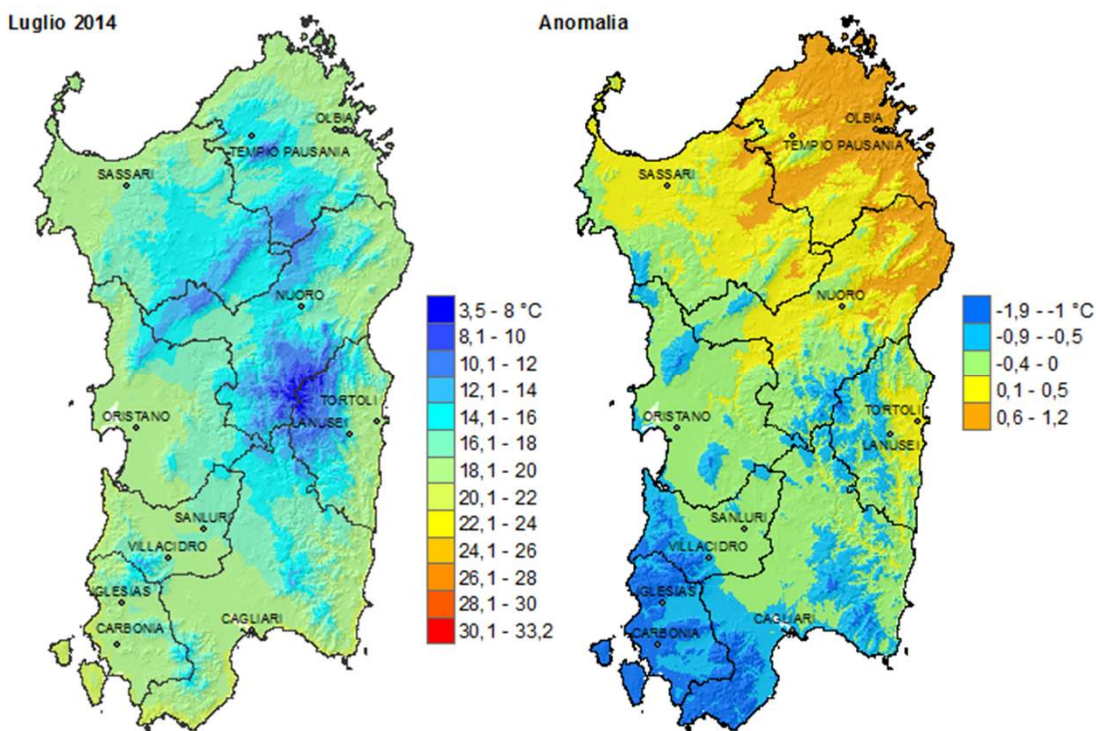 Luglio 2014
OLBIA
TEMPIO PAUSANIA
SASSARI
NUORO
TORTOLI
ORISTANO
LANUSEI
SANLURI
VILLACIDRO
IGLESIAS
CAGLIARI
CARBONIA
3,5 - 8 °C
8,1 - 10
10,1 - 12
12,1 - 14
14,1 - 16
16,1 - 18
18,1 - 20
20,1 - 22
22,1 - 24
24,1 - 26
26,1 - 28
28,1 - 30
30,1 - 33,2
Anomalia
OLBIA
TEMPIO PAUSANIA
SASSARI
NUORO
TORTOLI
ORISTANO
LANUSEI
SANLURI
VILLACIDRO
IGLESIAS
CAGLIARI
CARBONIA
-1,9 - -1 °C
-0,9 - -0,5
-0,4 - 0
0,1 - 0,5
0,6 - 1,2